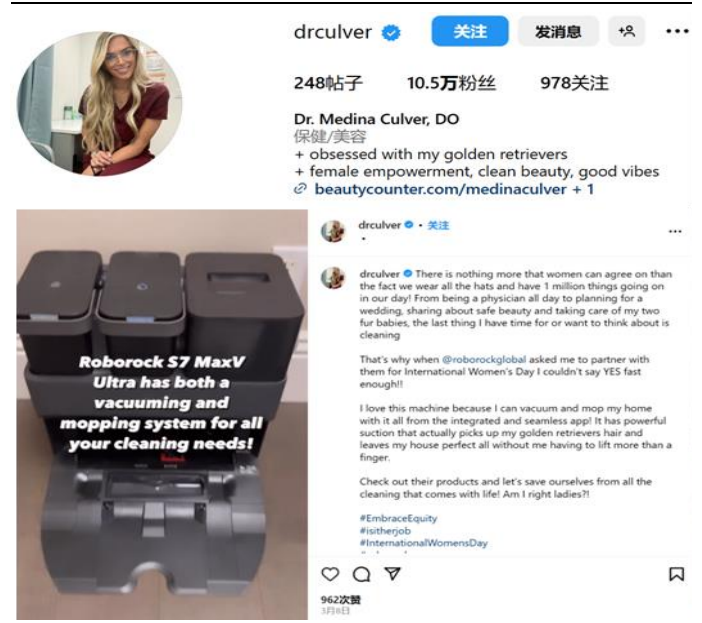 drculver 关注 发消息
248帖子 10.5万粉丝 978关注
Dr. Medina Culver, DO
保健/美容
+ obsessed with my golden retrievers
+ female empowerment, clean beauty, good vibes
beautycounter.com/medinaculver + 1
Roborock S7 MaxV
Ultra has both a
vacuuming and
mopping system for all
your cleaning needs!
drculver • 关注
drculver There is nothing more that women can agree on than
the fact we wear all the hats and have 1 million things going on
in our day! From being a physician all day to planning for a
wedding, sharing about safe beauty and taking care of my two
fur babies, the last thing I have time for or want to think about is
cleaning
That's why when @roborockglobal asked me to partner with
them for International Women's Day I couldn't say YES fast
enough!!
I love this machine because I can vacuum and mop my home
with it all from the integrated and seamless app! It has powerful
suction that actually picks up my golden retrievers hair and
leaves my house perfect all without me having to lift more than a
finger.
Check out their products and let's save ourselves from all the
cleaning that comes with life! Am I right ladies?!
#EmbraceEquity
#isitherjob
#InternationalWomensDay
962次赞
3月8日